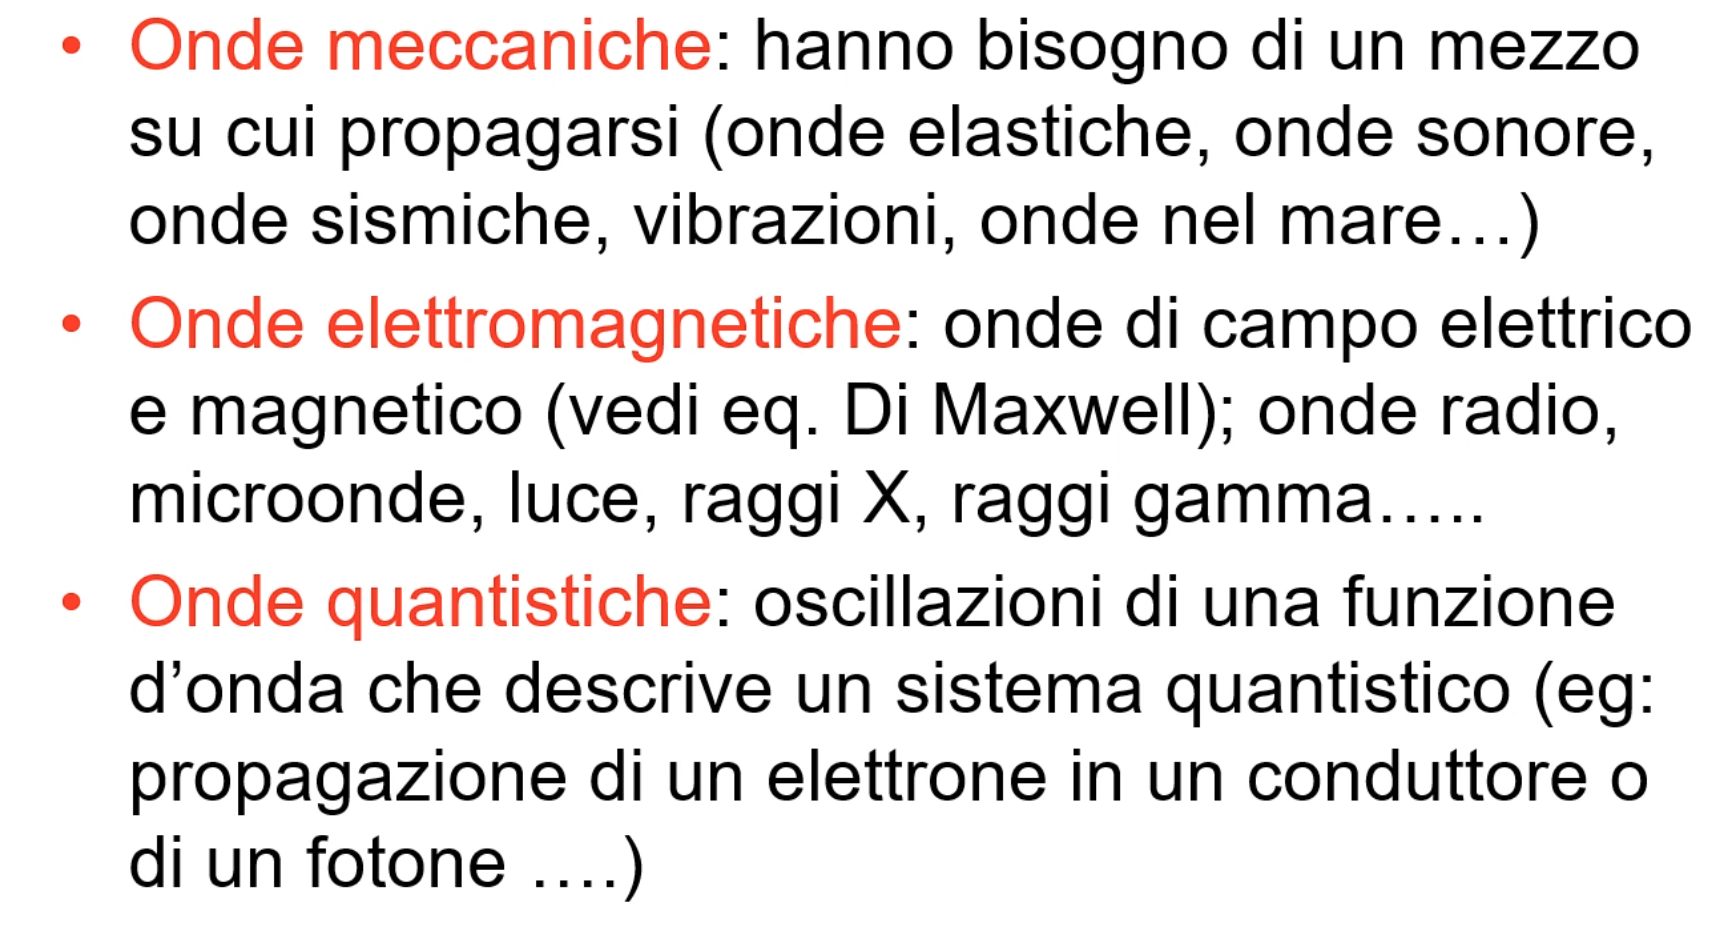 • Onde meccaniche: hanno bisogno di un mezzo
su cui propagarsi (onde elastiche, onde sonore,
onde sismiche, vibrazioni, onde nel mare…)
• Onde elettromagnetiche: onde di campo elettrico
e magnetico (vedi eq. Di Maxwell); onde radio,
microonde, luce, raggi X, raggi gamma…..
• Onde quantistiche: oscillazioni di una funzione
d’onda che descrive un sistema quantistico (eg:
propagazione di un elettrone in un conduttore o
di un fotone ….)